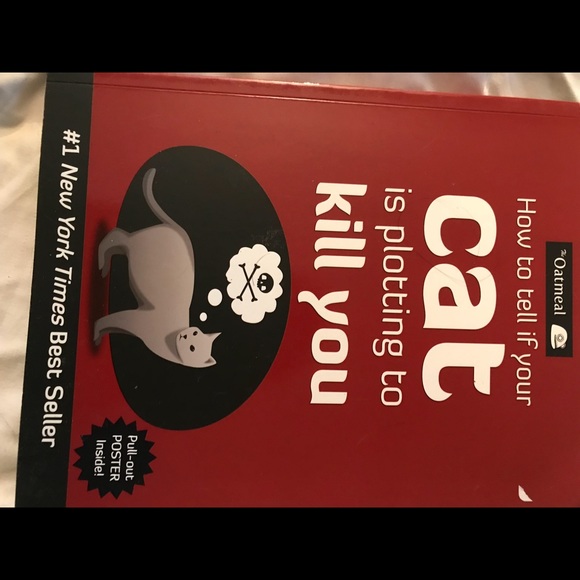 The Oatmeal
How to tell if your
cat
is plotting to
kill you
Pull-out
POSTER
Inside!
#1 New York Times Best Seller